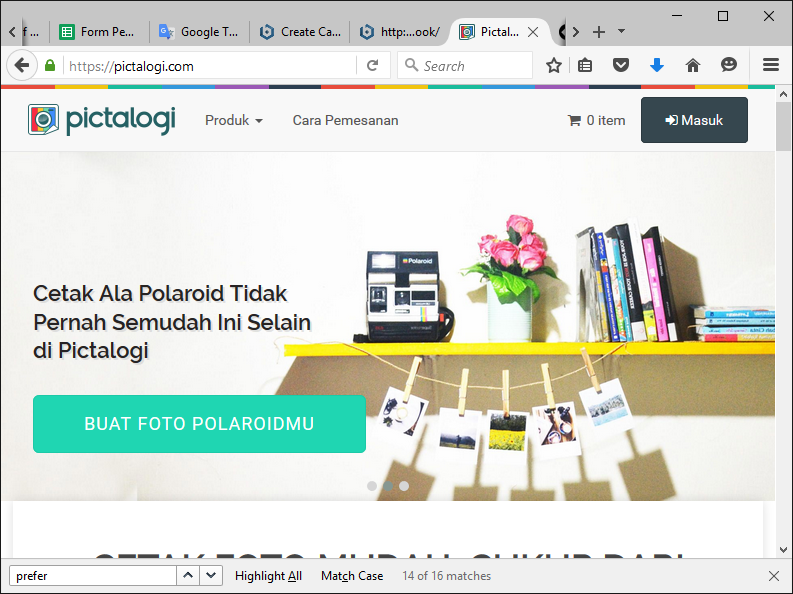 f ...
Form Pe...
Google T...
Create Ca...
http:...ook/
Pictal...
https://pictalogi.com
Search
pictalogi
Produk
Cara Pemesanan
0 item
Masuk
Polaroid
Cetak Ala Polaroid Tidak
Pernah Semudah Ini Selain
di Pictalogi
BUAT FOTO POLAROIDMU
prefer
Highlight All
Match Case
14 of 16 matches